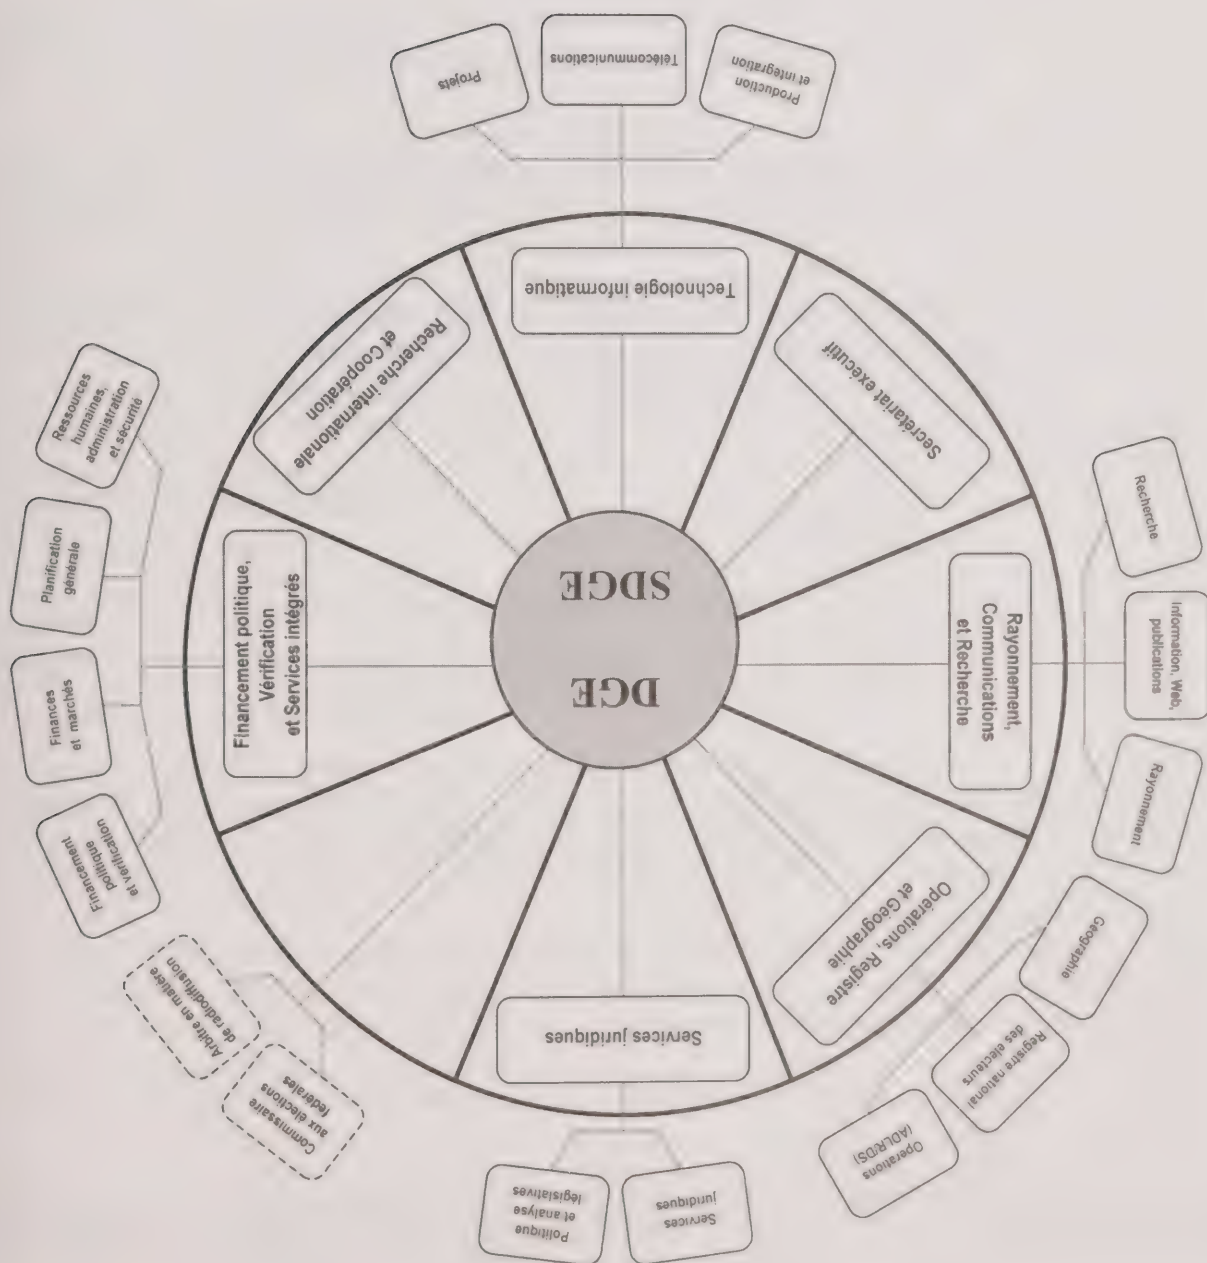 Services
juridiques
Politique
et analyse
législatives
Opérations
(ADLR/DS)
Registre national
des électeurs
Géographie
Commissaire
aux élections
fédérales
Arbitre en matière
de radiodiffusion
Services juridiques
Opérations, Registre
et Géographie
Financement
politique
et vérification
Finances
et marchés
Planification
générale
Ressources
humaines,
administration
et sécurité
Rayonnement
Information, Web,
publications
Recherche
Rayonnement,
Communications
et Recherche
DGE
SDGE
Financement politique,
Vérification
et Services intégrés
Secrétariat exécutif
Recherche internationale
et Coopération
Technologie informatique
Production
et intégration
Télécommunications
Projets